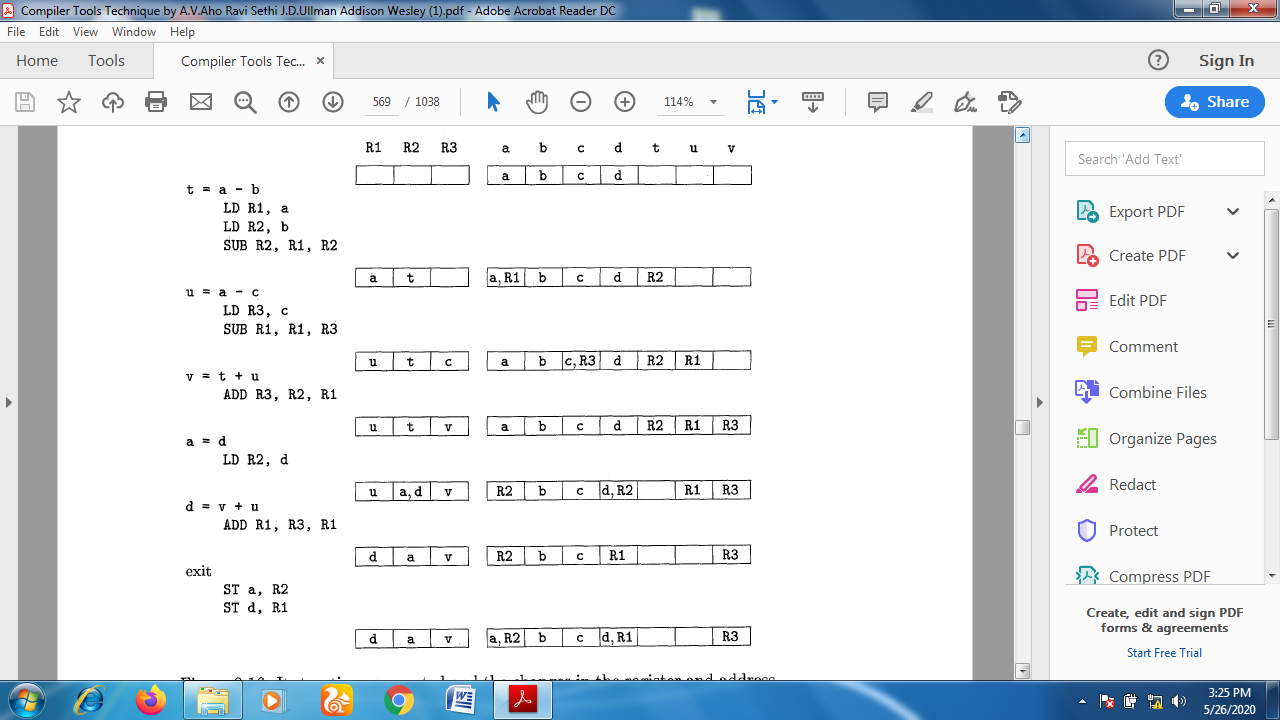 Compiler Tools Technique by A.V.Aho Ravi Sethi J.D.Ullman Addison Wesley (1).pdf - Adobe Acrobat Reader DC
File Edit View Window Help
Home Tools Compiler Tools Tec... × ? Sign In
569 / 1038 114% Share
R1 R2 R3 a b c d t u v
a b c d
t = a - b
LD R1, a
LD R2, b
SUB R2, R1, R2
a t a,R1 b c d R2
u = a - c
LD R3, c
SUB R1, R1, R3
u t c a b c,R3 d R2 R1
v = t + u
ADD R3, R2, R1
u t v a b c d R2 R1 R3
a = d
LD R2, d
u a,d v R2 b c d,R2 R1 R3
d = v + u
ADD R1, R3, R1
d a v R2 b c R1 R3
exit
ST a, R2
ST d, R1
d a v a,R2 b c d,R1 R3
Search 'Add Text'
Export PDF
Create PDF
Edit PDF
Comment
Combine Files
Organize Pages
Redact
Protect
Compress PDF
Create, edit and sign PDF
forms & agreements
Start Free Trial
3:25 PM
5/26/2020